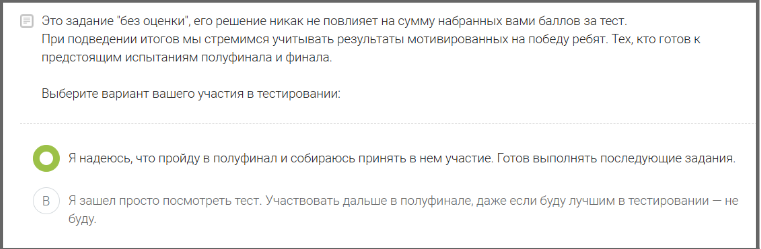 Это задание "без оценки", его решение никак не повлияет на сумму набранных вами баллов за тест.
При подведении итогов мы стремимся учитывать результаты мотивированных на победу ребят. Тех, кто готов к
предстоящим испытаниям полуфинала и финала.
Выберите вариант вашего участия в тестировании:
Я надеюсь, что пройду в полуфинал и собираюсь принять в нем участие. Готов выполнять последующие задания.
B Я зашел просто посмотреть тест. Участвовать дальше в полуфинале, даже если буду лучшим в тестировании — не
буду.